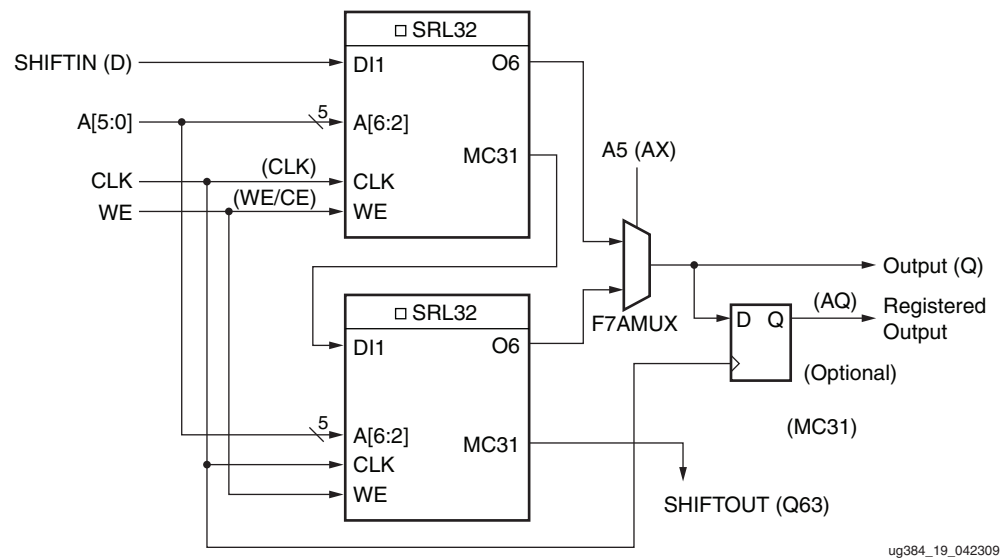 □ SRL32
SHIFTIN (D)
DI1
O6
A[5:0]
5
A[6:2]
MC31
A5 (AX)
(CLK)
CLK
CLK
(WE/CE)
WE
WE
Output (Q)
F7AMUX
(AQ)
Registered
Output
D Q
(Optional)
□ SRL32
DI1
O6
5
A[6:2]
MC31
(MC31)
CLK
WE
SHIFTOUT (Q63)
ug384_19_042309